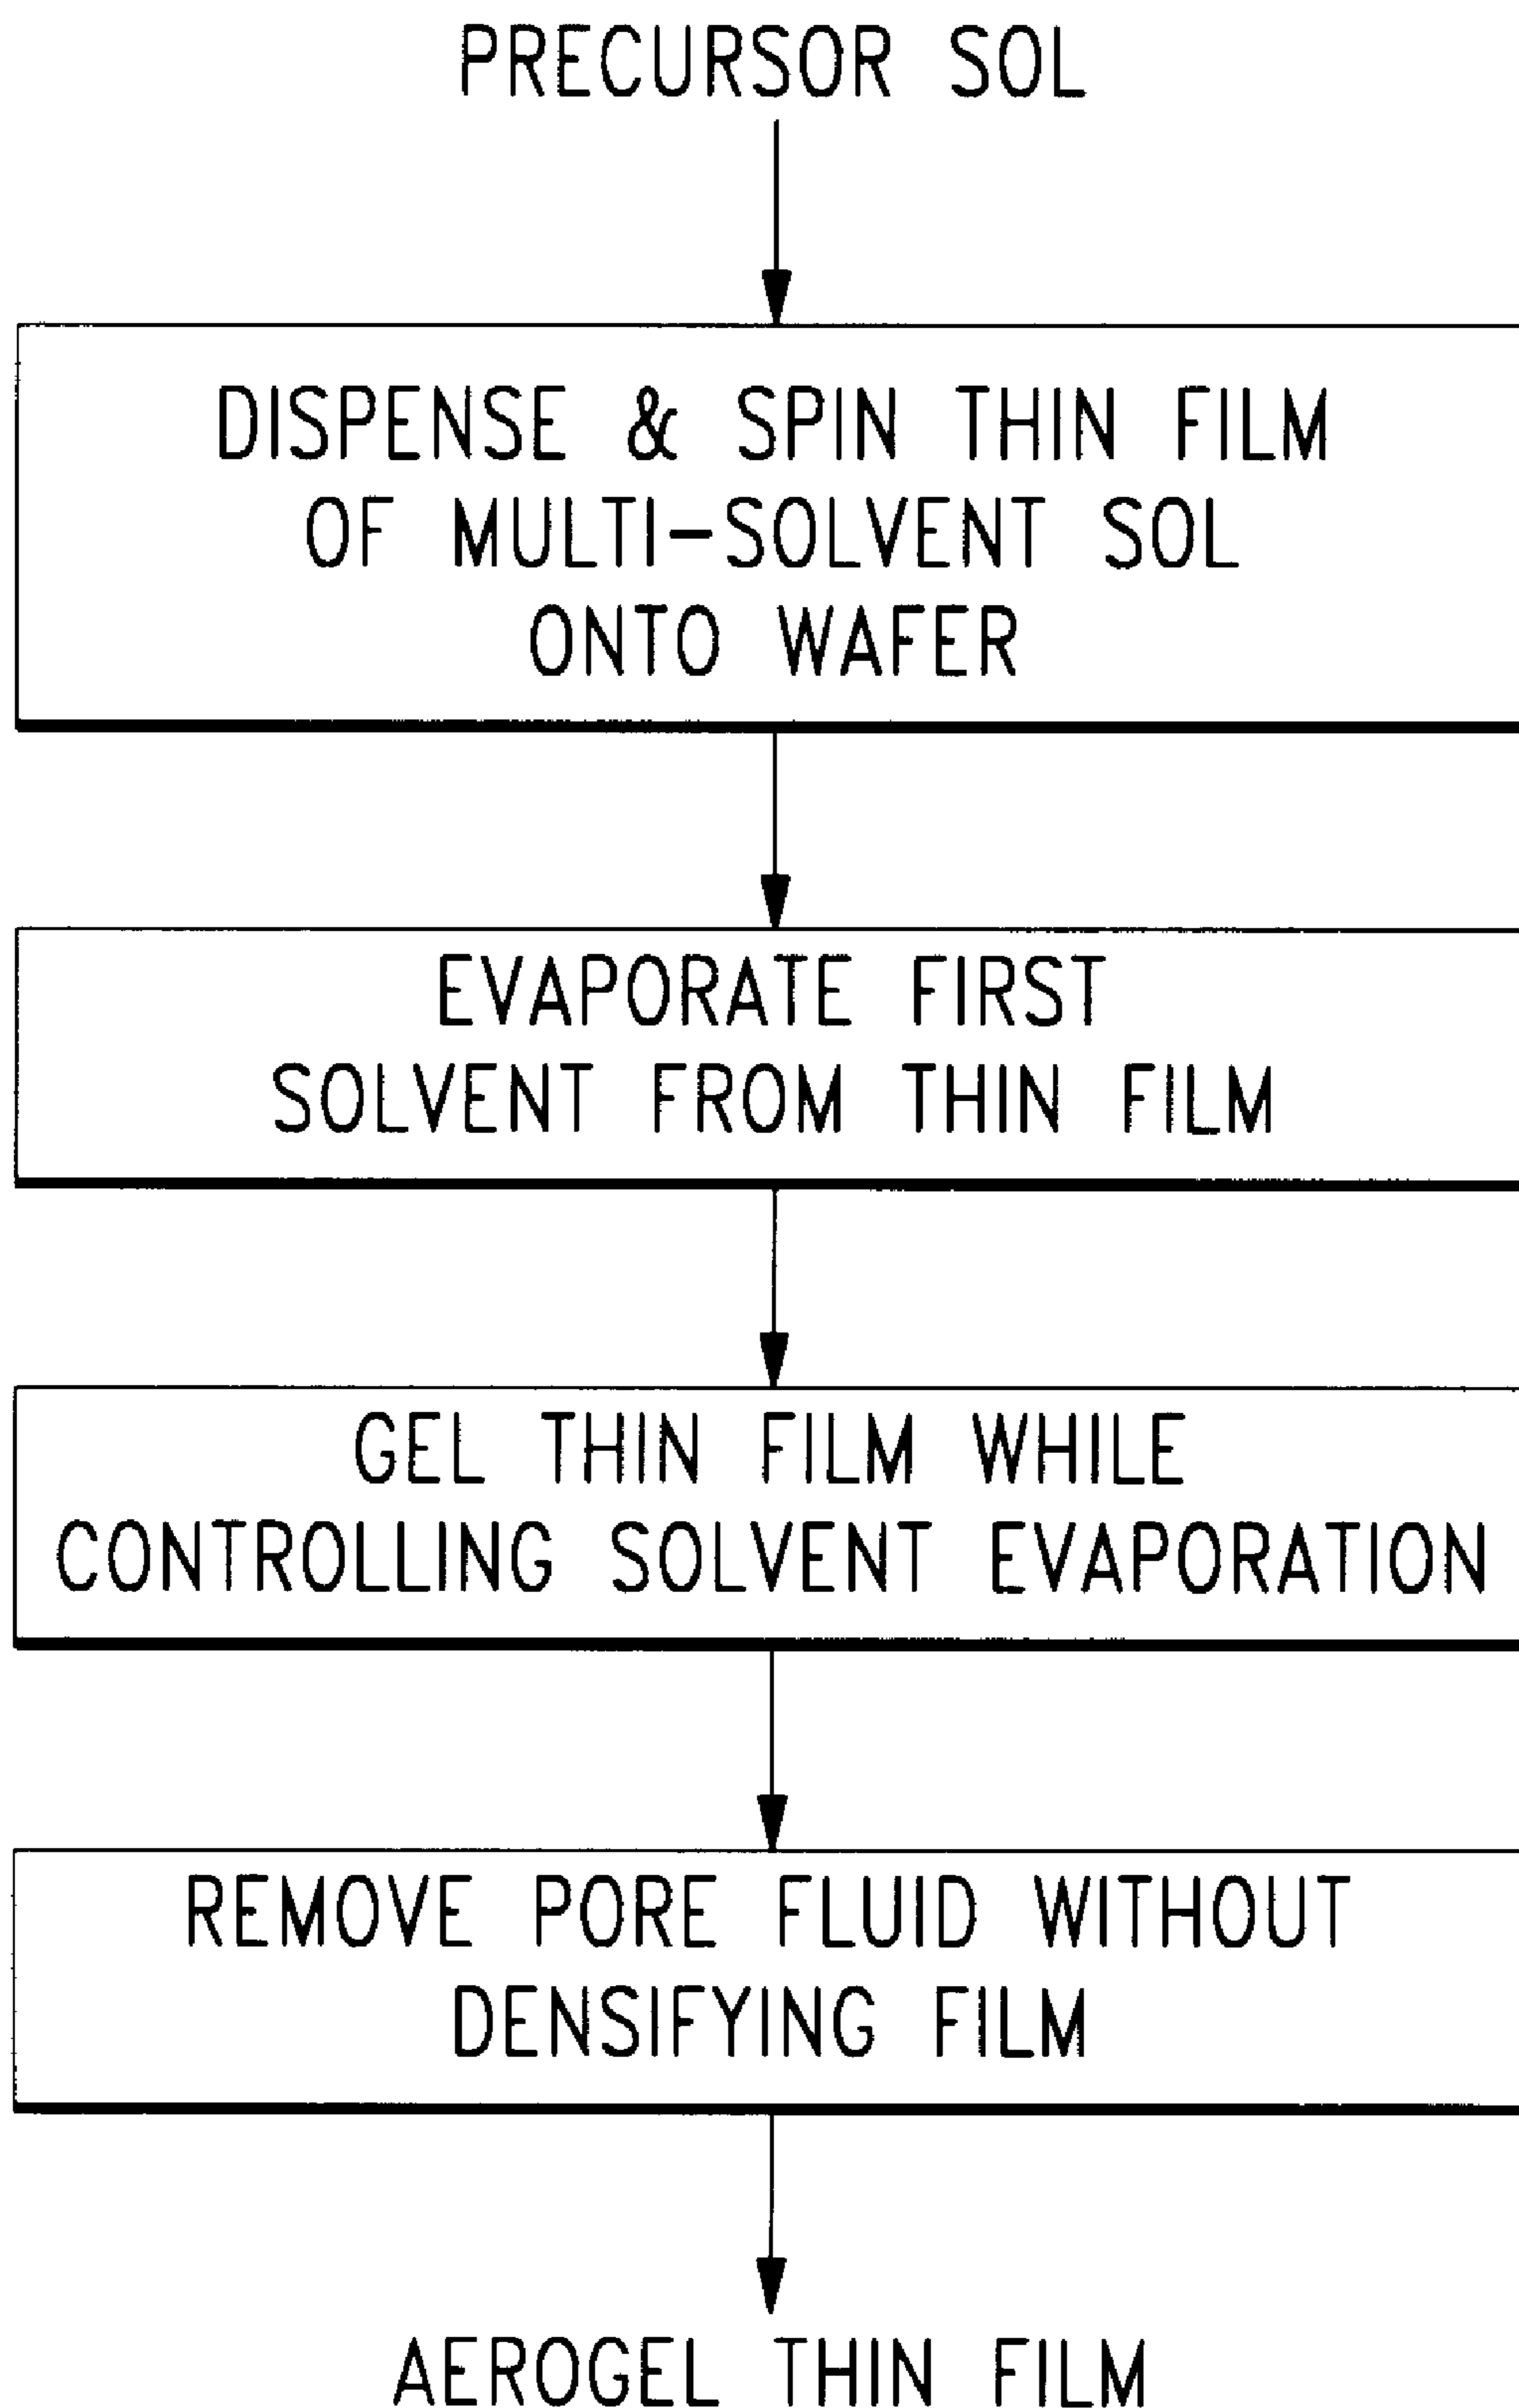 PRECURSOR SOL
DISPENSE & SPIN THIN FILM
OF MULTI-SOLVENT SOL
ONTO WAFER
EVAPORATE FIRST
SOLVENT FROM THIN FILM
GEL THIN FILM WHILE
CONTROLLING SOLVENT EVAPORATION
REMOVE PORE FLUID WITHOUT
DENSIFYING FILM
AEROGEL THIN FILM